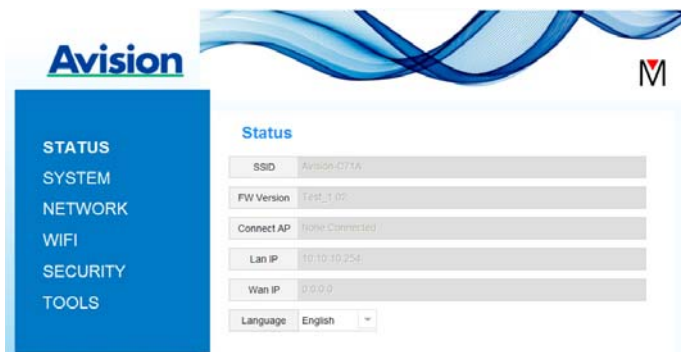 Avision
STATUS
SYSTEM
NETWORK
WIFI
SECURITY
TOOLS
Status
SSID Avision-C71A
FW Version Test_1.02
Connect AP None Connected
Lan IP 10.10.10.254
Wan IP 0.0.0.0
Language English